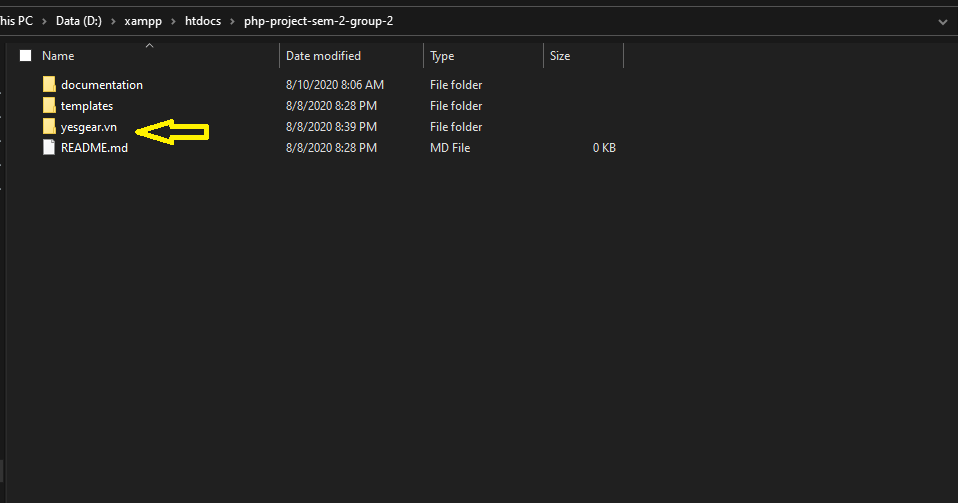 his PC > Data (D:) > xampp > htdocs > php-project-sem-2-group-2
Name Date modified Type Size
documentation 8/10/2020 8:06 AM File folder
templates 8/8/2020 8:28 PM File folder
yesgear.vn 8/8/2020 8:39 PM File folder
README.md 8/8/2020 8:28 PM MD File 0 KB